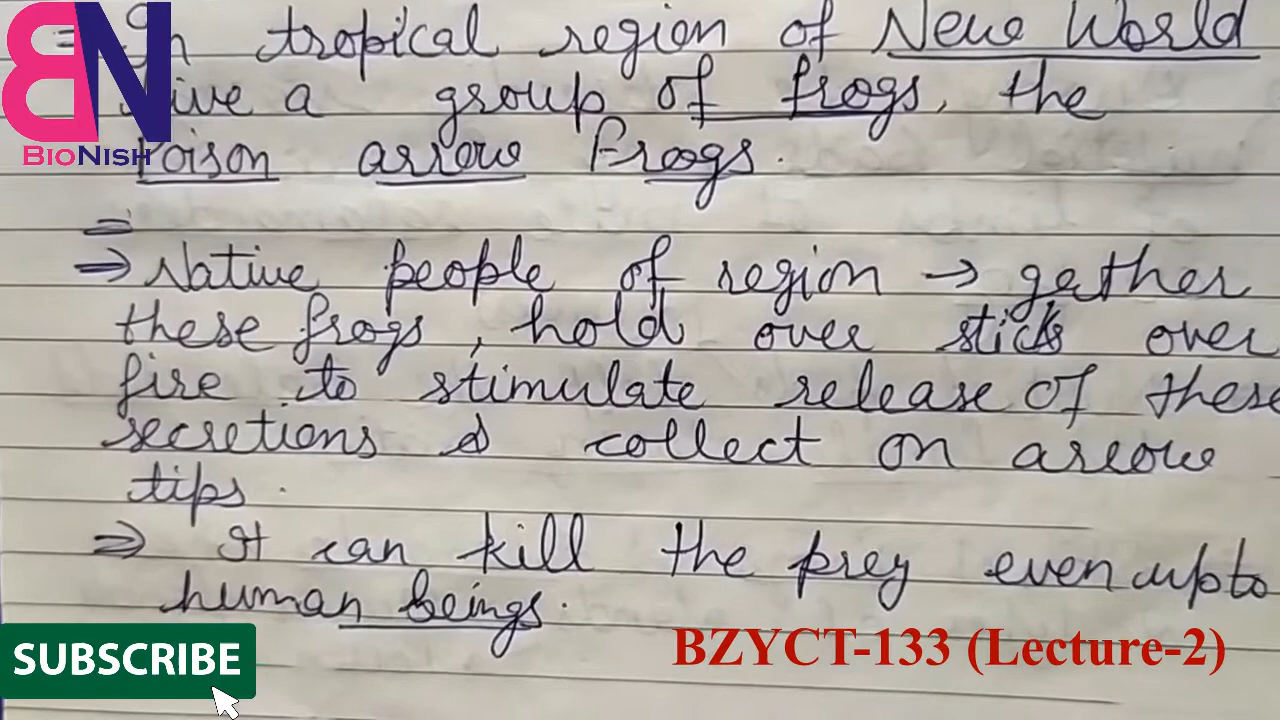 ⇒ In tropical region of New World
live a group of frogs, the
BN
BIONISH
Poison arrow Frogs.
⇒ Native people of region → gather
these frogs, hold over sticks over
fire to stimulate release of these
secretions & collect on arrow
tips.
⇒ It can kill the prey even upto
human beings.
SUBSCRIBE
BZYCT-133 (Lecture-2)